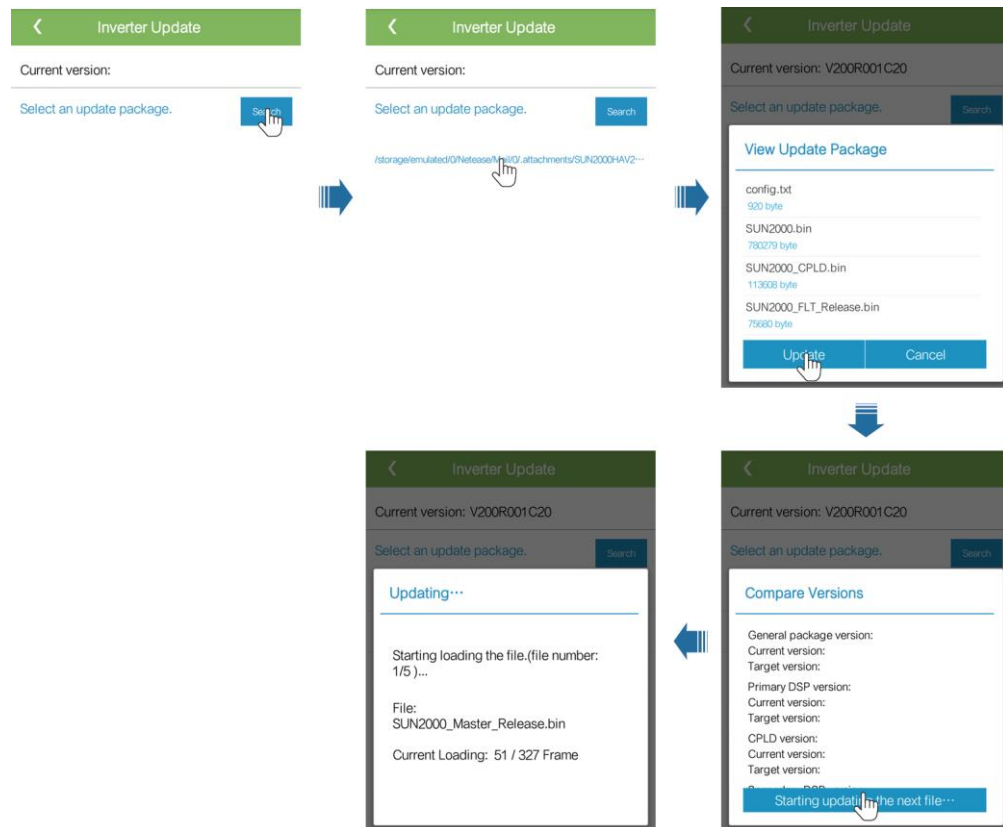 Inverter Update
Current version:
Select an update package.
Search
Inverter Update
Current version:
Select an update package.
Search
/storage/emulated/0/Netease/Mail/0/.attachments/SUN2000HAV2···
Inverter Update
Current version: V200R001C20
Select an update package.
Search
View Update Package
config.txt
920 byte
SUN2000.bin
780279 byte
SUN2000_CPLD.bin
113608 byte
SUN2000_FLT_Release.bin
75680 byte
Update
Cancel
Inverter Update
Current version: V200R001C20
Select an update package.
Search
Compare Versions
General package version:
Current version:
Target version:
Primary DSP version:
Current version:
Target version:
CPLD version:
Current version:
Target version:
Starting updating the next file···
Inverter Update
Current version: V200R001C20
Select an update package.
Search
Updating···
Starting loading the file.(file number:
1/5 )...
File:
SUN2000_Master_Release.bin
Current Loading: 51 / 327 Frame